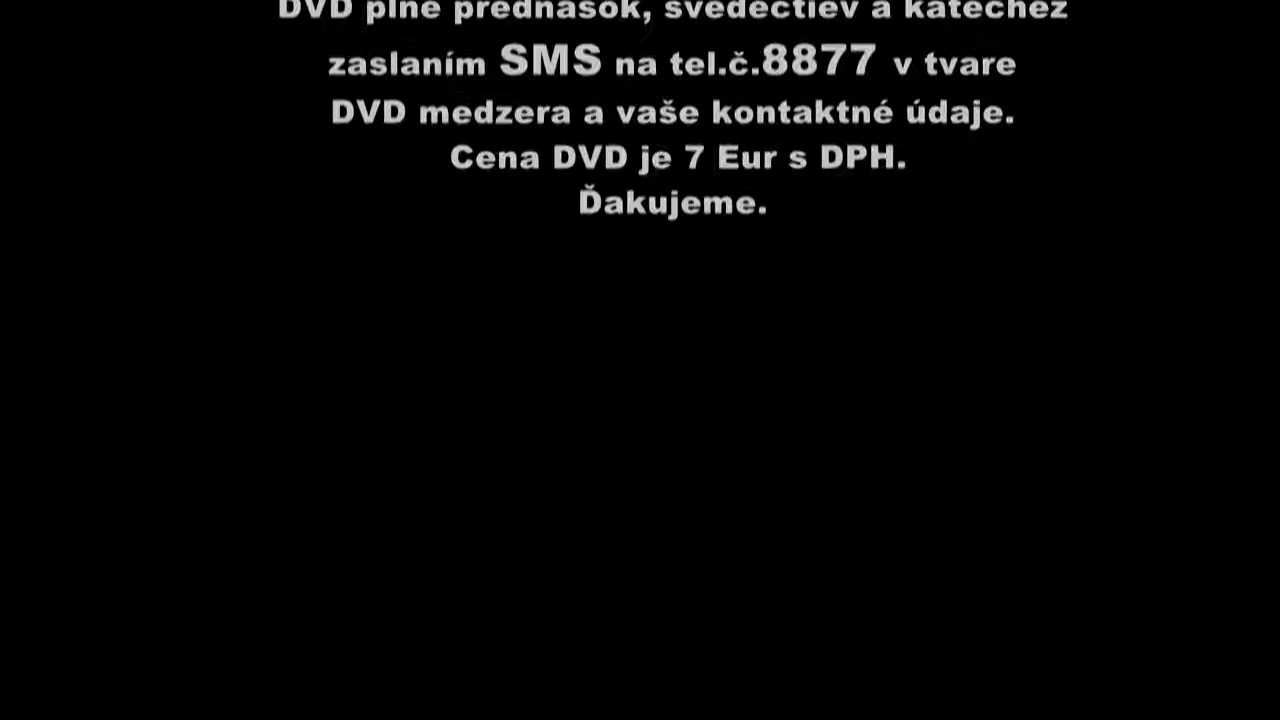 DVD plné prednášok, svedectiev a katechéz
zaslaním SMS na tel.č.8877 v tvare
DVD medzera a vaše kontaktné údaje.
Cena DVD je 7 Eur s DPH.
Ďakujeme.